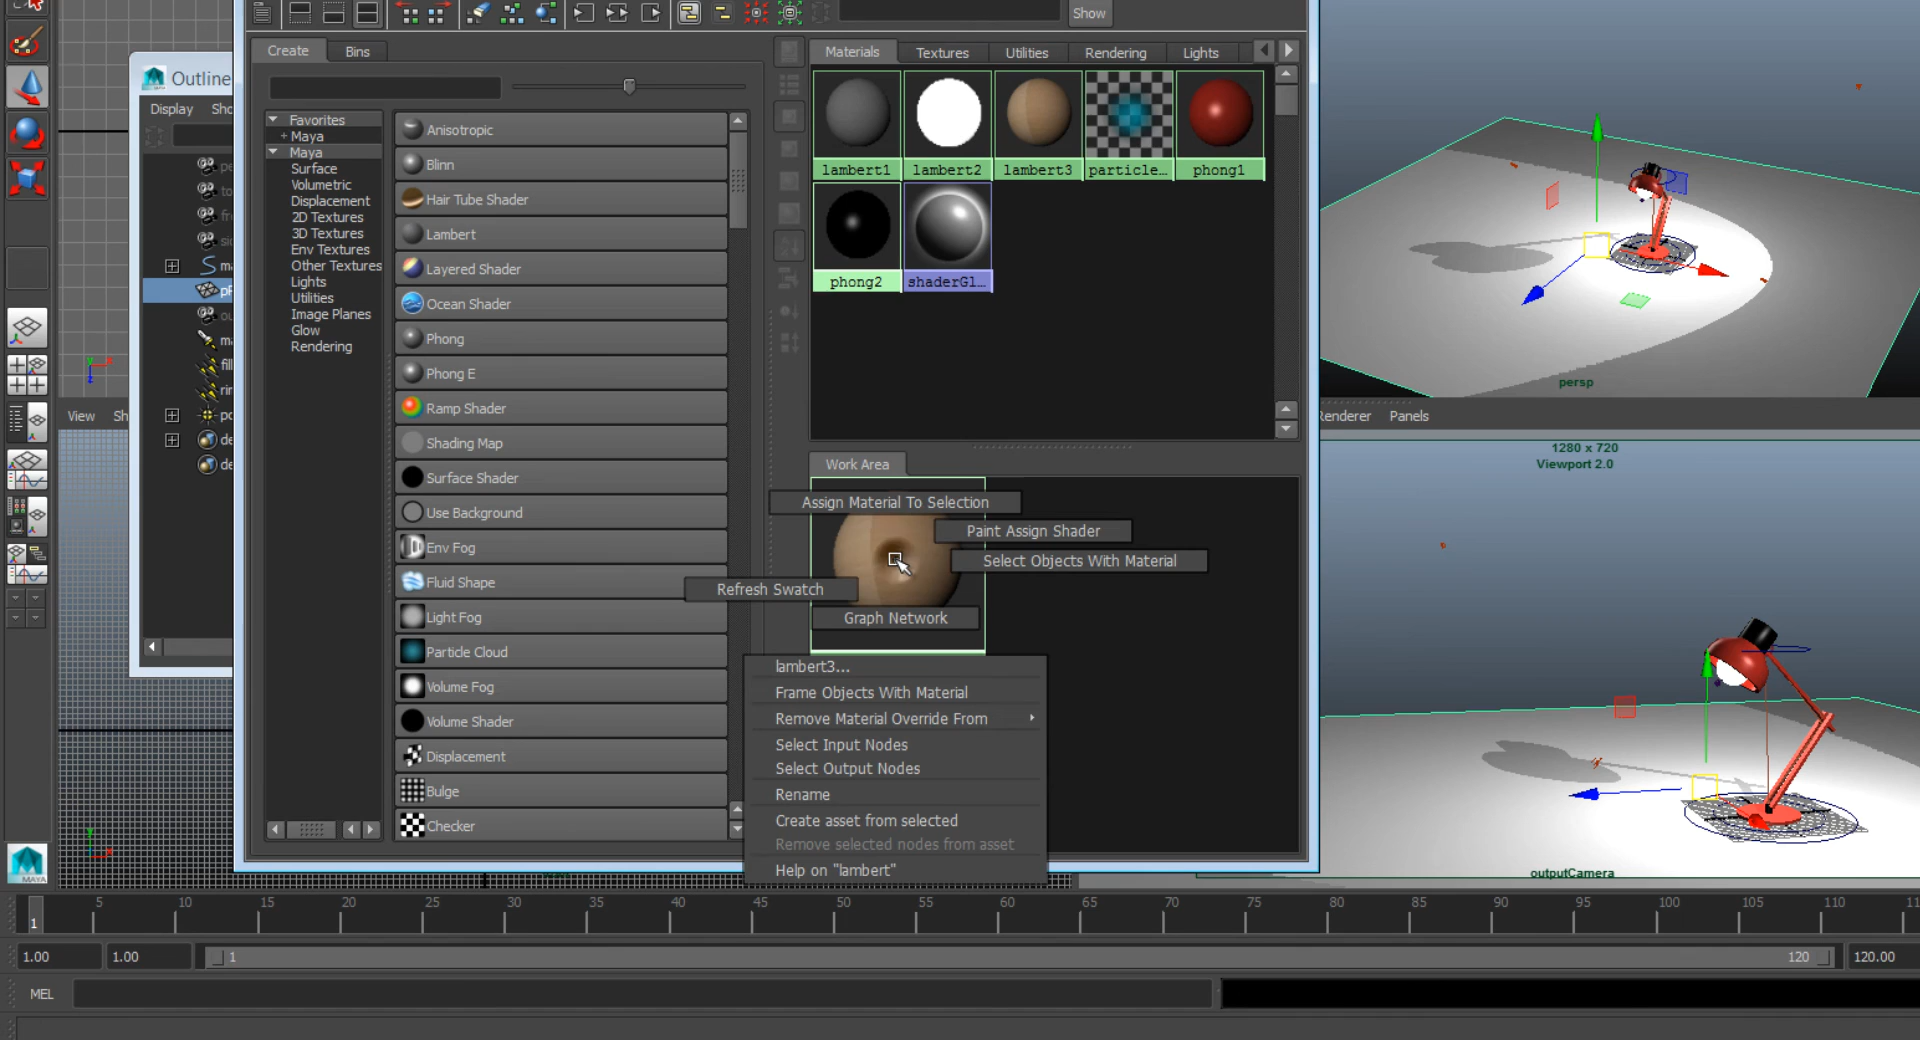 Show
Create
Bins
Materials
Textures
Utilities
Rendering
Lights
Outline
Display
Sho
Favorites
+ Maya
Maya
Surface
Volumetric
Displacement
2D Textures
3D Textures
Env Textures
Other Textures
Lights
Utilities
Image Planes
Glow
Rendering
Anisotropic
Blinn
Hair Tube Shader
Lambert
Layered Shader
Ocean Shader
Phong
Phong E
Ramp Shader
Shading Map
Surface Shader
Use Background
Env Fog
Fluid Shape
Light Fog
Particle Cloud
Volume Fog
Volume Shader
Displacement
Bulge
Checker
lambert1
lambert2
lambert3
particle...
phong1
phong2
shaderGl...
persp
View
Sh
Renderer
Panels
1280 x 720
Viewport 2.0
Work Area
Assign Material To Selection
Paint Assign Shader
Select Objects With Material
Refresh Swatch
Graph Network
lambert3...
Frame Objects With Material
Remove Material Override From
Select Input Nodes
Select Output Nodes
Rename
Create asset from selected
Remove selected nodes from asset
Help on "lambert"
outputCamera
MAYA
1
5
10
15
20
25
30
35
40
45
50
55
60
65
70
75
80
85
90
95
100
105
110
11
1.00
1.00
1
120
120.00
MEL